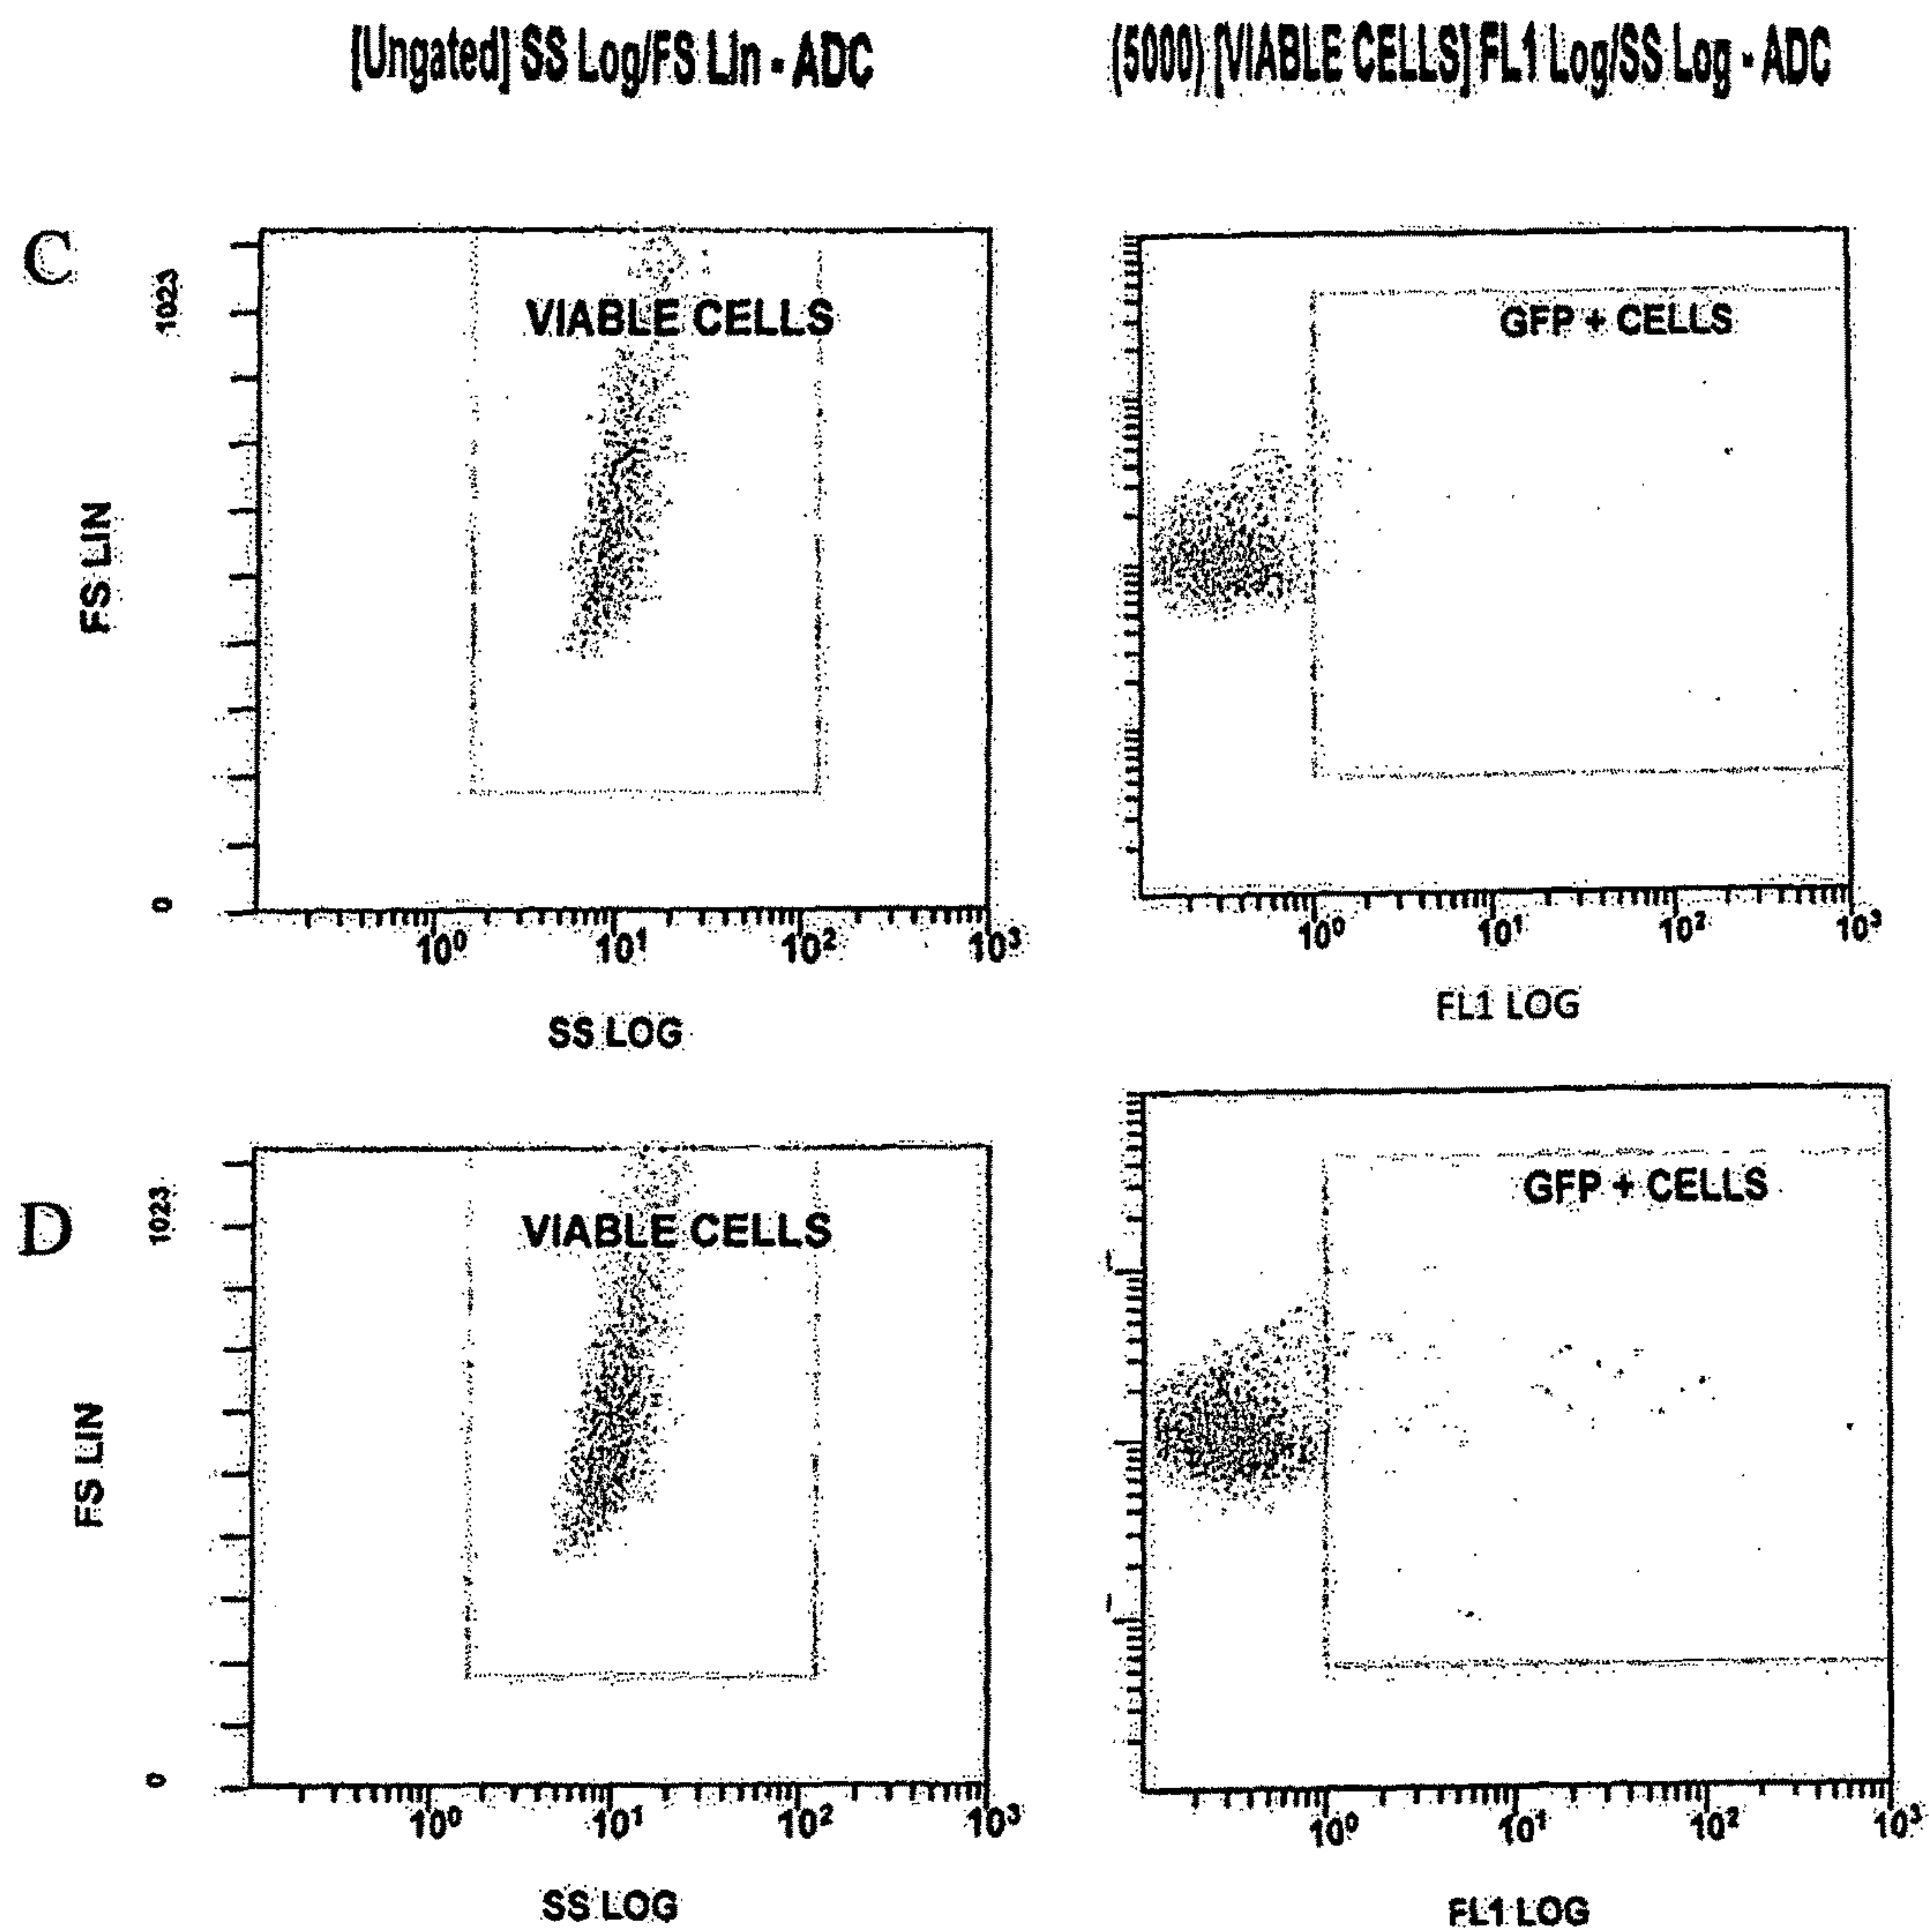 [Ungated] SS Log/FS Lin - ADC
(5000) [VIABLE CELLS] FL1 Log/SS Log - ADC
C
1023
FS LIN
0
VIABLE CELLS
10⁰ 10¹ 10² 10³
SS LOG
GFP + CELLS
10⁰ 10¹ 10² 10³
FL1 LOG
D
1023
FS LIN
0
VIABLE CELLS
10⁰ 10¹ 10² 10³
SS LOG
GFP + CELLS
10⁰ 10¹ 10² 10³
FL1 LOG